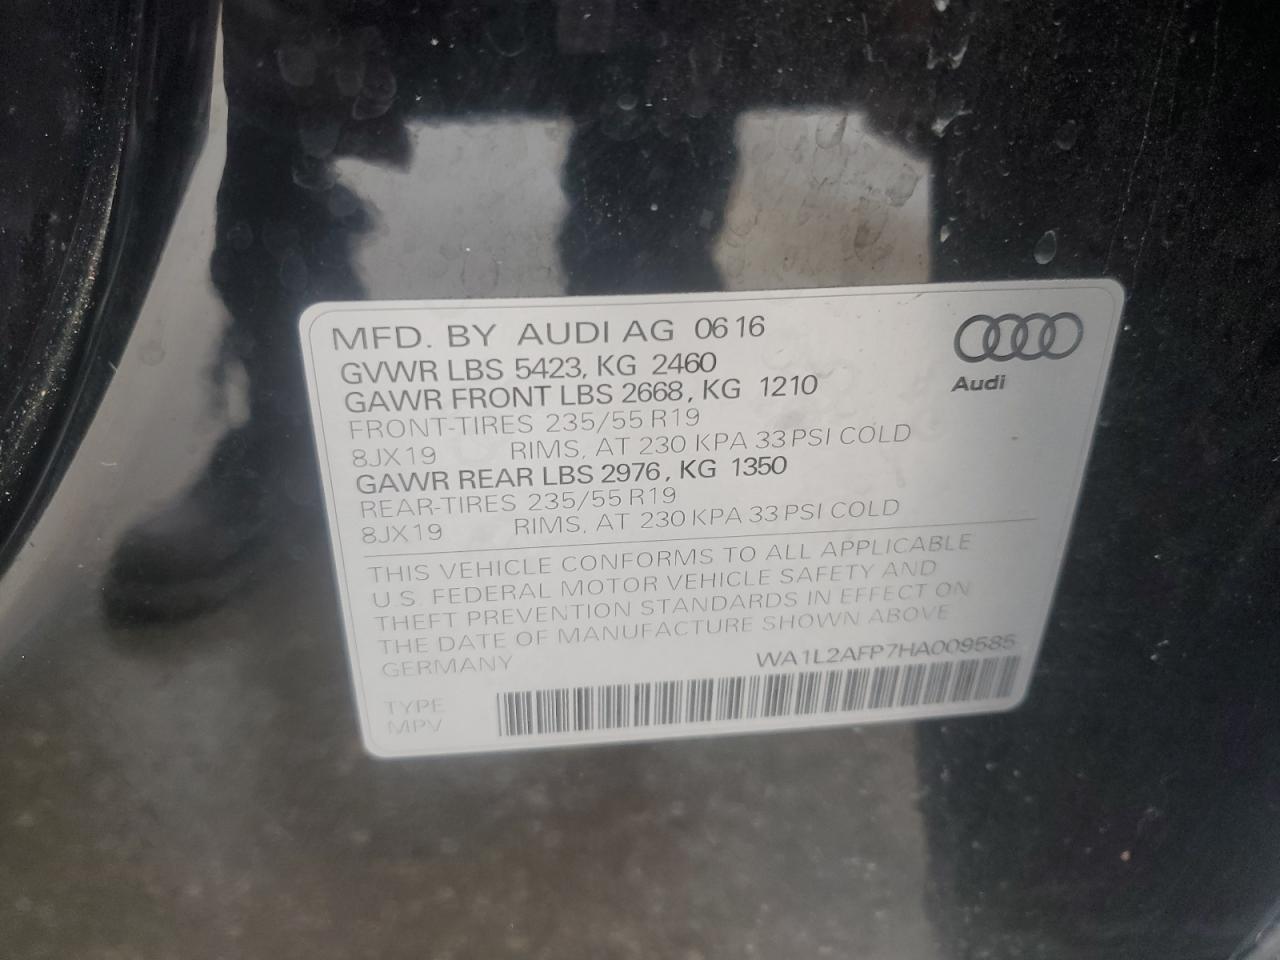 MFD. BY AUDI AG 06 16
GVWR LBS 5423, KG 2460
GAWR FRONT LBS 2668, KG 1210
FRONT-TIRES 235/55 R19
8JX19 RIMS, AT 230 KPA 33 PSI COLD
GAWR REAR LBS 2976, KG 1350
REAR-TIRES 235/55 R19
8JX19 RIMS, AT 230 KPA 33 PSI COLD
THIS VEHICLE CONFORMS TO ALL APPLICABLE
U.S. FEDERAL MOTOR VEHICLE SAFETY AND
THEFT PREVENTION STANDARDS IN EFFECT ON
THE DATE OF MANUFACTURE SHOWN ABOVE
GERMANY WA1L2AFP7HA009585
TYPE
MPV
Audi